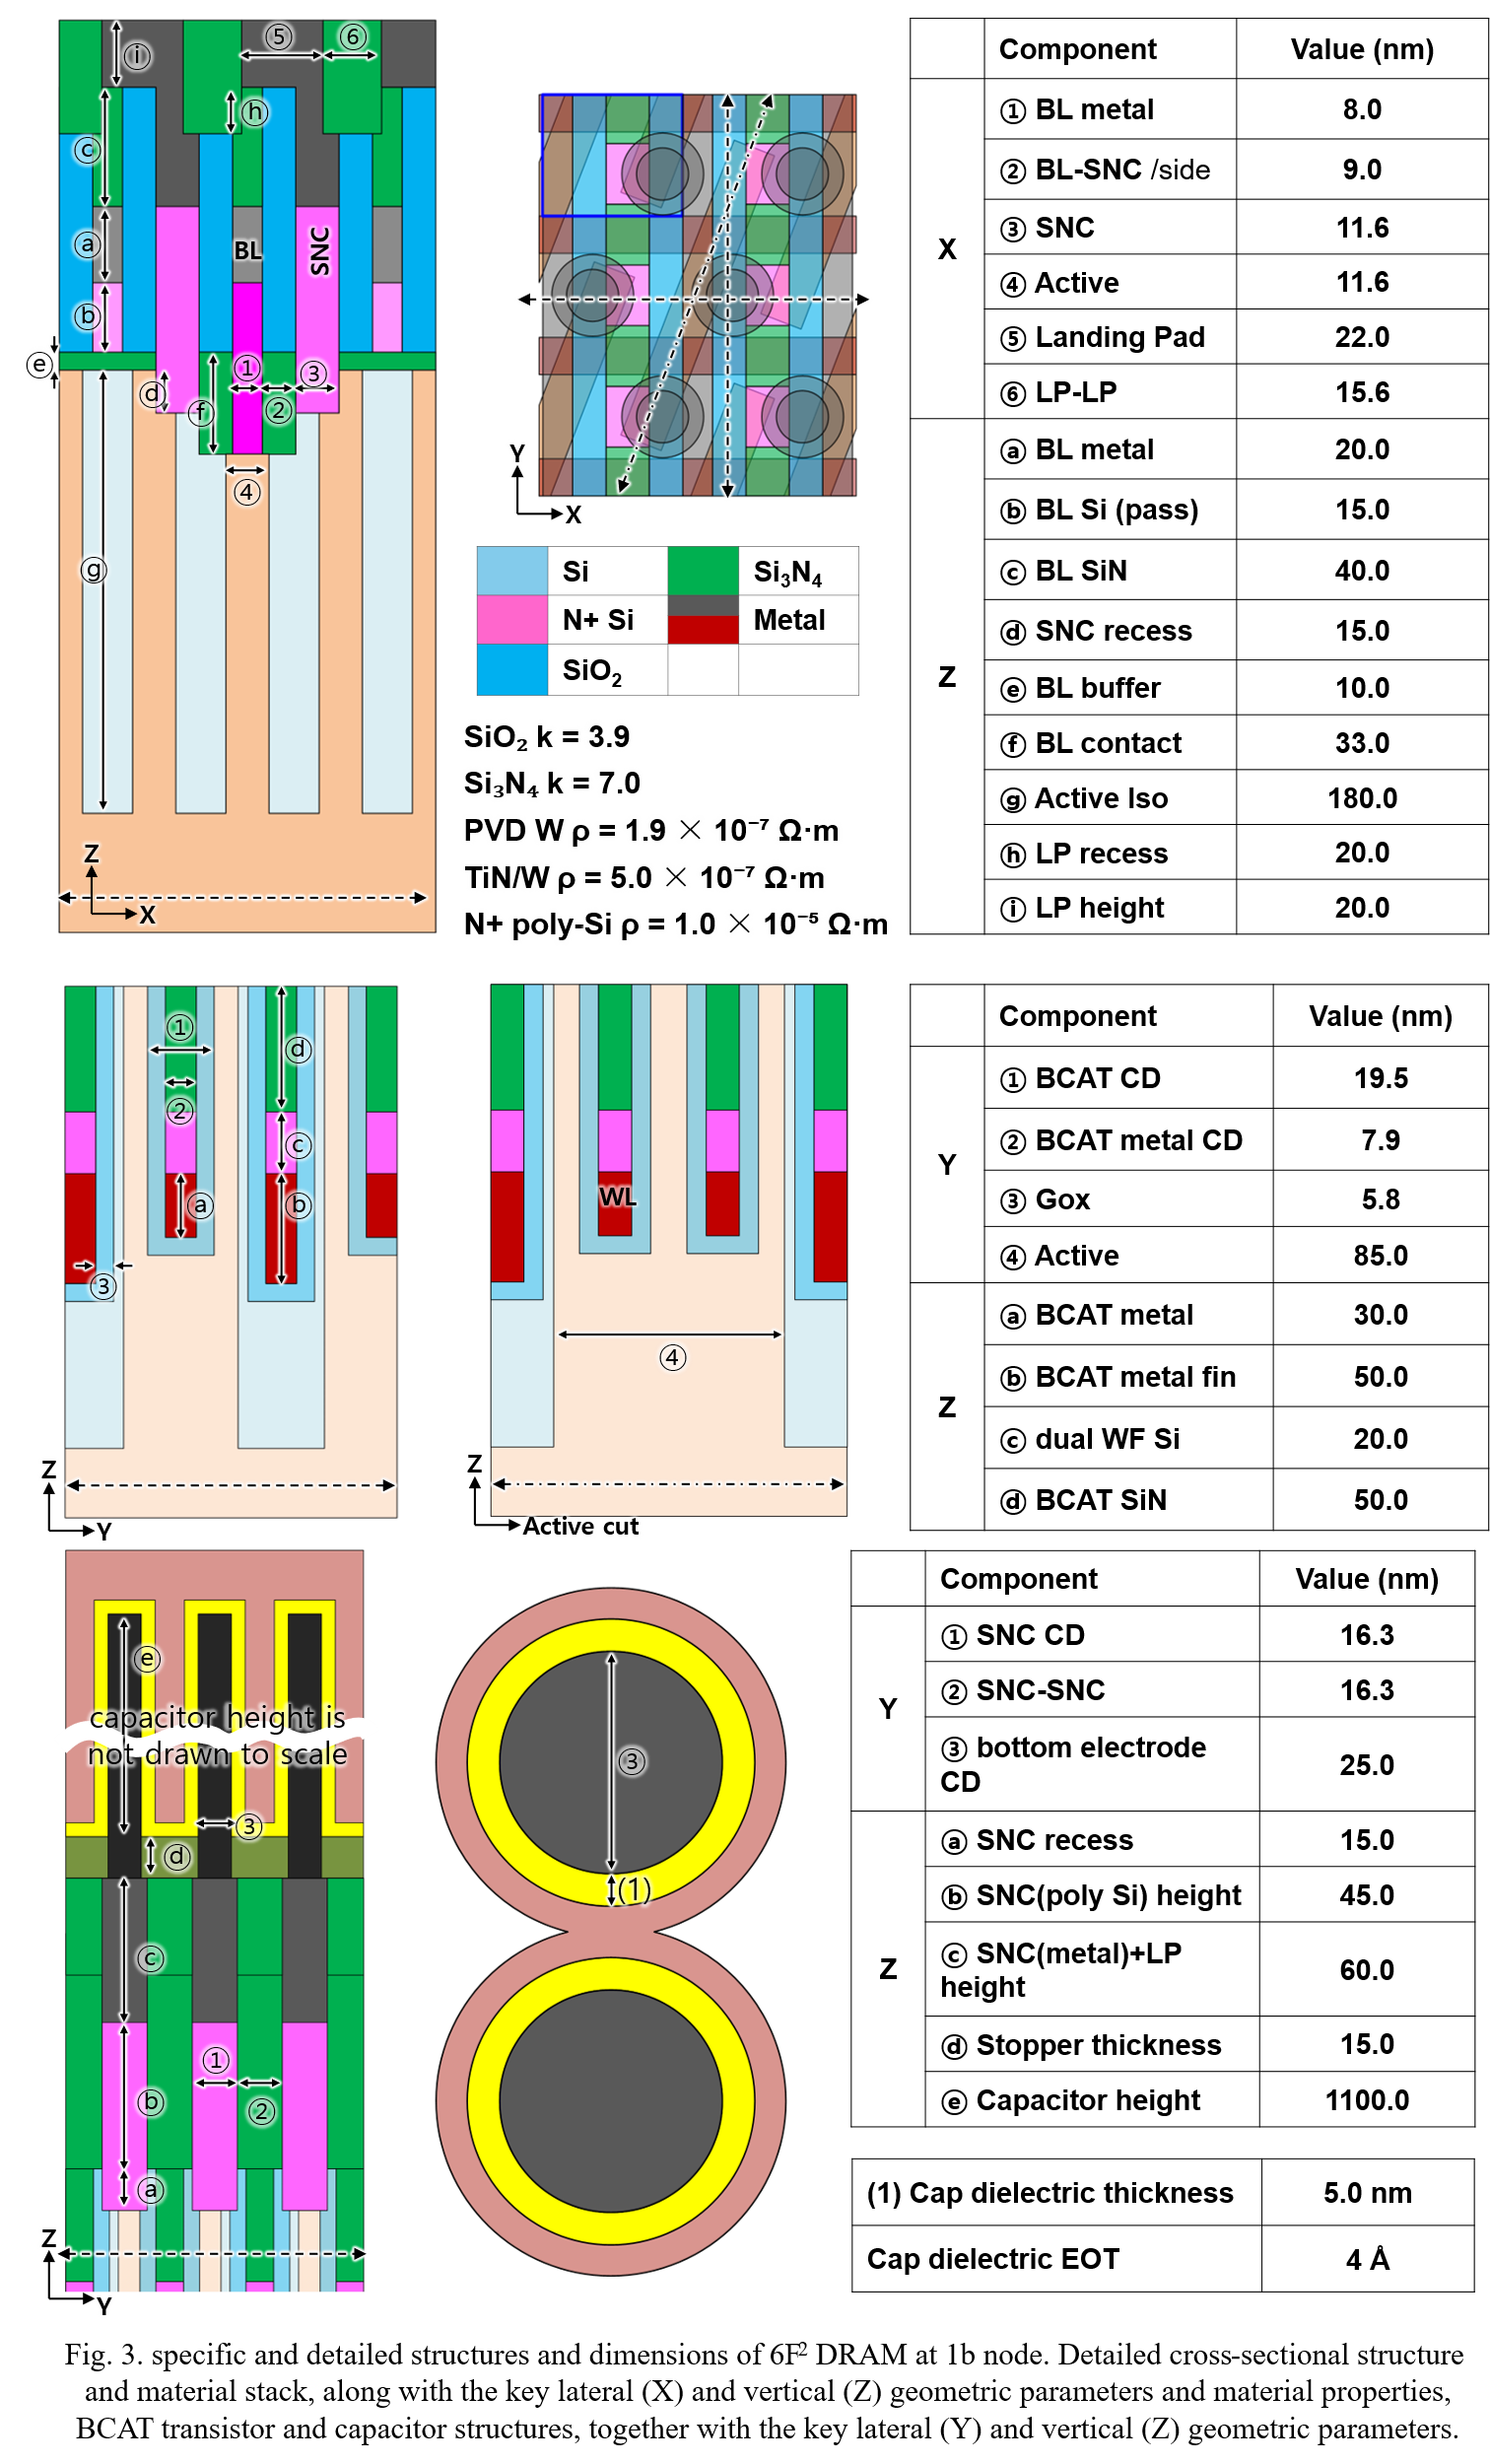 ⓘ ⑤ ⑥
ⓗ
ⓒ
ⓐ BL SNC
ⓑ
ⓔ
ⓓ ① ③
ⓕ ②
④
ⓖ
Z
X
Y
X
Si Si₃N₄
N+ Si Metal
SiO₂
SiO₂ k = 3.9
Si₃N₄ k = 7.0
PVD W ρ = 1.9 × 10⁻⁷ Ω·m
TiN/W ρ = 5.0 × 10⁻⁷ Ω·m
N+ poly-Si ρ = 1.0 × 10⁻⁵ Ω·m
Component Value (nm)
X
① BL metal 8.0
② BL-SNC /side 9.0
③ SNC 11.6
④ Active 11.6
⑤ Landing Pad 22.0
⑥ LP-LP 15.6
Z
ⓐ BL metal 20.0
ⓑ BL Si (pass) 15.0
ⓒ BL SiN 40.0
ⓓ SNC recess 15.0
ⓔ BL buffer 10.0
ⓕ BL contact 33.0
ⓖ Active Iso 180.0
ⓗ LP recess 20.0
ⓘ LP height 20.0
① ⓓ
②
ⓒ
ⓐ ⓑ
③
Z
Y
WL
④
Z
Active cut
Component Value (nm)
Y
① BCAT CD 19.5
② BCAT metal CD 7.9
③ Gox 5.8
④ Active 85.0
Z
ⓐ BCAT metal 30.0
ⓑ BCAT metal fin 50.0
ⓒ dual WF Si 20.0
ⓓ BCAT SiN 50.0
ⓔ
capacitor height is
not drawn to scale
③
ⓓ
ⓒ
①
ⓑ ②
ⓐ
Z
Y
③
(1)
Component Value (nm)
Y
① SNC CD 16.3
② SNC-SNC 16.3
③ bottom electrode
CD 25.0
Z
ⓐ SNC recess 15.0
ⓑ SNC(poly Si) height 45.0
ⓒ SNC(metal)+LP
height 60.0
ⓓ Stopper thickness 15.0
ⓔ Capacitor height 1100.0
(1) Cap dielectric thickness 5.0 nm
Cap dielectric EOT 4 Å
Fig. 3. specific and detailed structures and dimensions of 6F² DRAM at 1b node. Detailed cross-sectional structure
and material stack, along with the key lateral (X) and vertical (Z) geometric parameters and material properties,
BCAT transistor and capacitor structures, together with the key lateral (Y) and vertical (Z) geometric parameters.